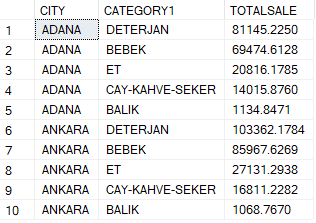 CITY CATEGORY1 TOTALSALE
1 ADANA DETERJAN 81145.2250
2 ADANA BEBEK 69474.6128
3 ADANA ET 20816.1785
4 ADANA CAY-KAHVE-SEKER 14015.8760
5 ADANA BALIK 1134.8471
6 ANKARA DETERJAN 103362.1784
7 ANKARA BEBEK 85967.6269
8 ANKARA ET 27131.2938
9 ANKARA CAY-KAHVE-SEKER 16811.2282
10 ANKARA BALIK 1068.7670